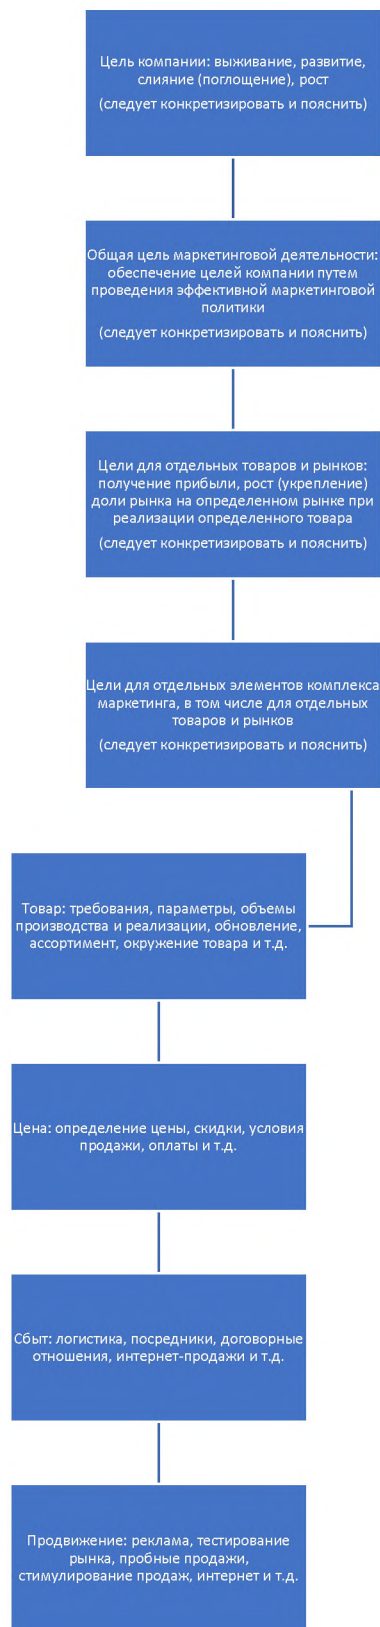 Цель компании: выживание, развитие,
слияние (поглощение), рост
(следует конкретизировать и пояснить)
Общая цель маркетинговой деятельности:
обеспечение целей компании путем
проведения эффективной маркетинговой
политики
(следует конкретизировать и пояснить)
Цели для отдельных товаров и рынков:
получение прибыли, рост (укрепление)
доли рынка на определенном рынке при
реализации определенного товара
(следует конкретизировать и пояснить)
Цели для отдельных элементов комплекса
маркетинга, в том числе для отдельных
товаров и рынков
(следует конкретизировать и пояснить)
Товар: требования, параметры, объемы
производства и реализации, обновление,
ассортимент, окружение товара и т.д.
Цена: определение цены, скидки, условия
продажи, оплаты и т.д.
Сбыт: логистика, посредники, договорные
отношения, интернет-продажи и т.д.
Продвижение: реклама, тестирование
рынка, пробные продажи,
стимулирование продаж, интернет и т.д.